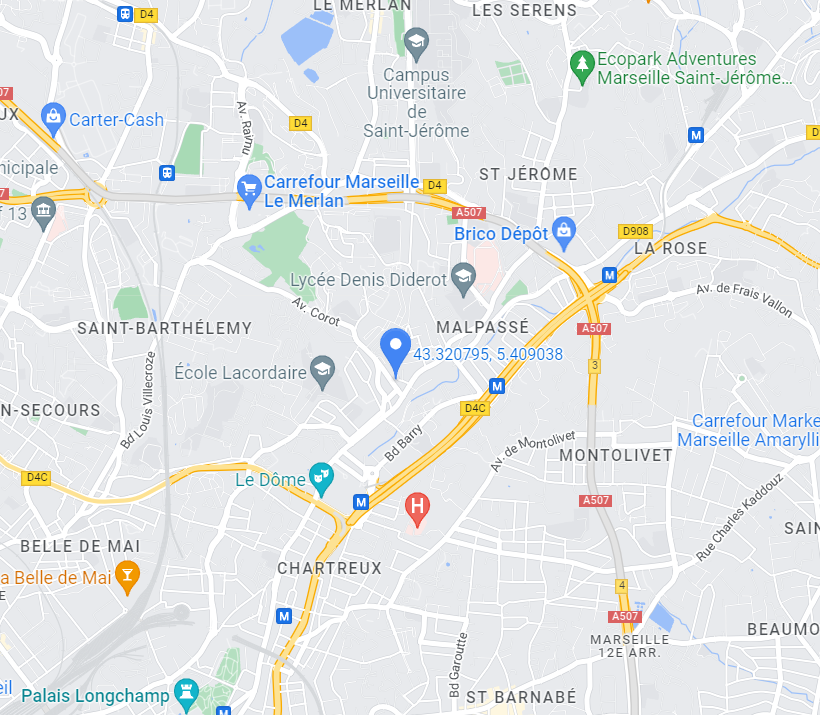 LE MERLAN
LES SERENS
D4
Campus
Universitaire
de
Saint-Jérôme
Ecopark Adventures
Marseille Saint-Jérôme...
07
UX
Carter-Cash
Av. Raimu
D4
M
D
nicipale
Carrefour Marseille
Le Merlan
D4
ST JÉRÔME
7
f 13
A507
Brico Dépôt
D908
LA ROSE
M
Lycée Denis Diderot
Av. de Frais Vallon
Av. Corot
SAINT-BARTHÉLEMY
MALPASSÉ
A507
43.320795, 5.409038
École Lacordaire
3
M
N-SECOURS
Bd Louis Villecroze
D4C
Carrefour Marke
Marseille Amarylli
Bd Barry
Av. de Montolivet
MONTOLIVET
D4C
Le Dôme
M
H
A507
Rue Charles Kaddouz
SAIN
BELLE DE MAI
CHARTREUX
a Belle de Mai
E
4
M
A507
MARSEILLE
12E ARR.
BEAUMO
Bd Garoutte
eil
Palais Longchamp
ST BARNABÉ
M